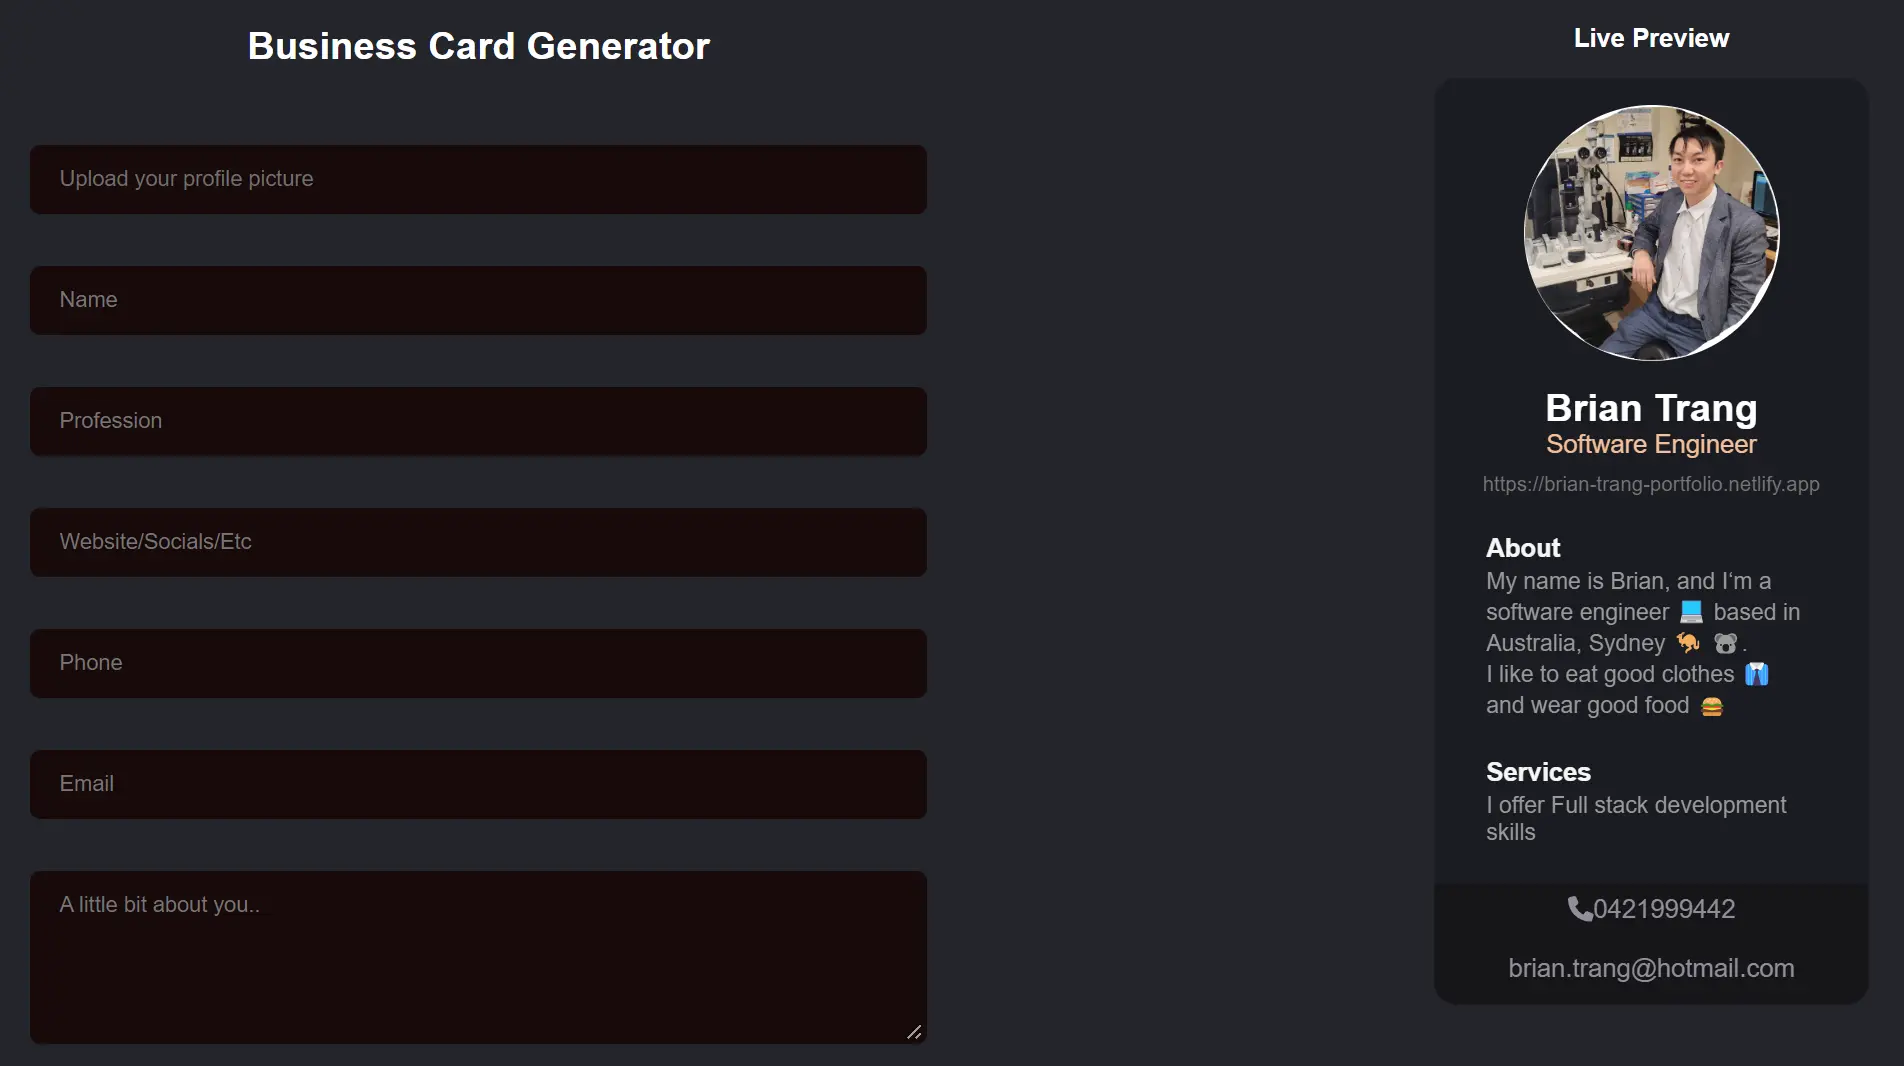 Business Card Generator
Upload your profile picture
Name
Profession
Website/Socials/Etc
Phone
Email
A little bit about you..
Live Preview
Brian Trang
Software Engineer
https://brian-trang-portfolio.netlify.app
About
My name is Brian, and I‘m a
software engineer 💻 based in
Australia, Sydney 🐪 🐨.
I like to eat good clothes 👔
and wear good food 🍔
Services
I offer Full stack development
skills
0421999442
brian.trang@hotmail.com